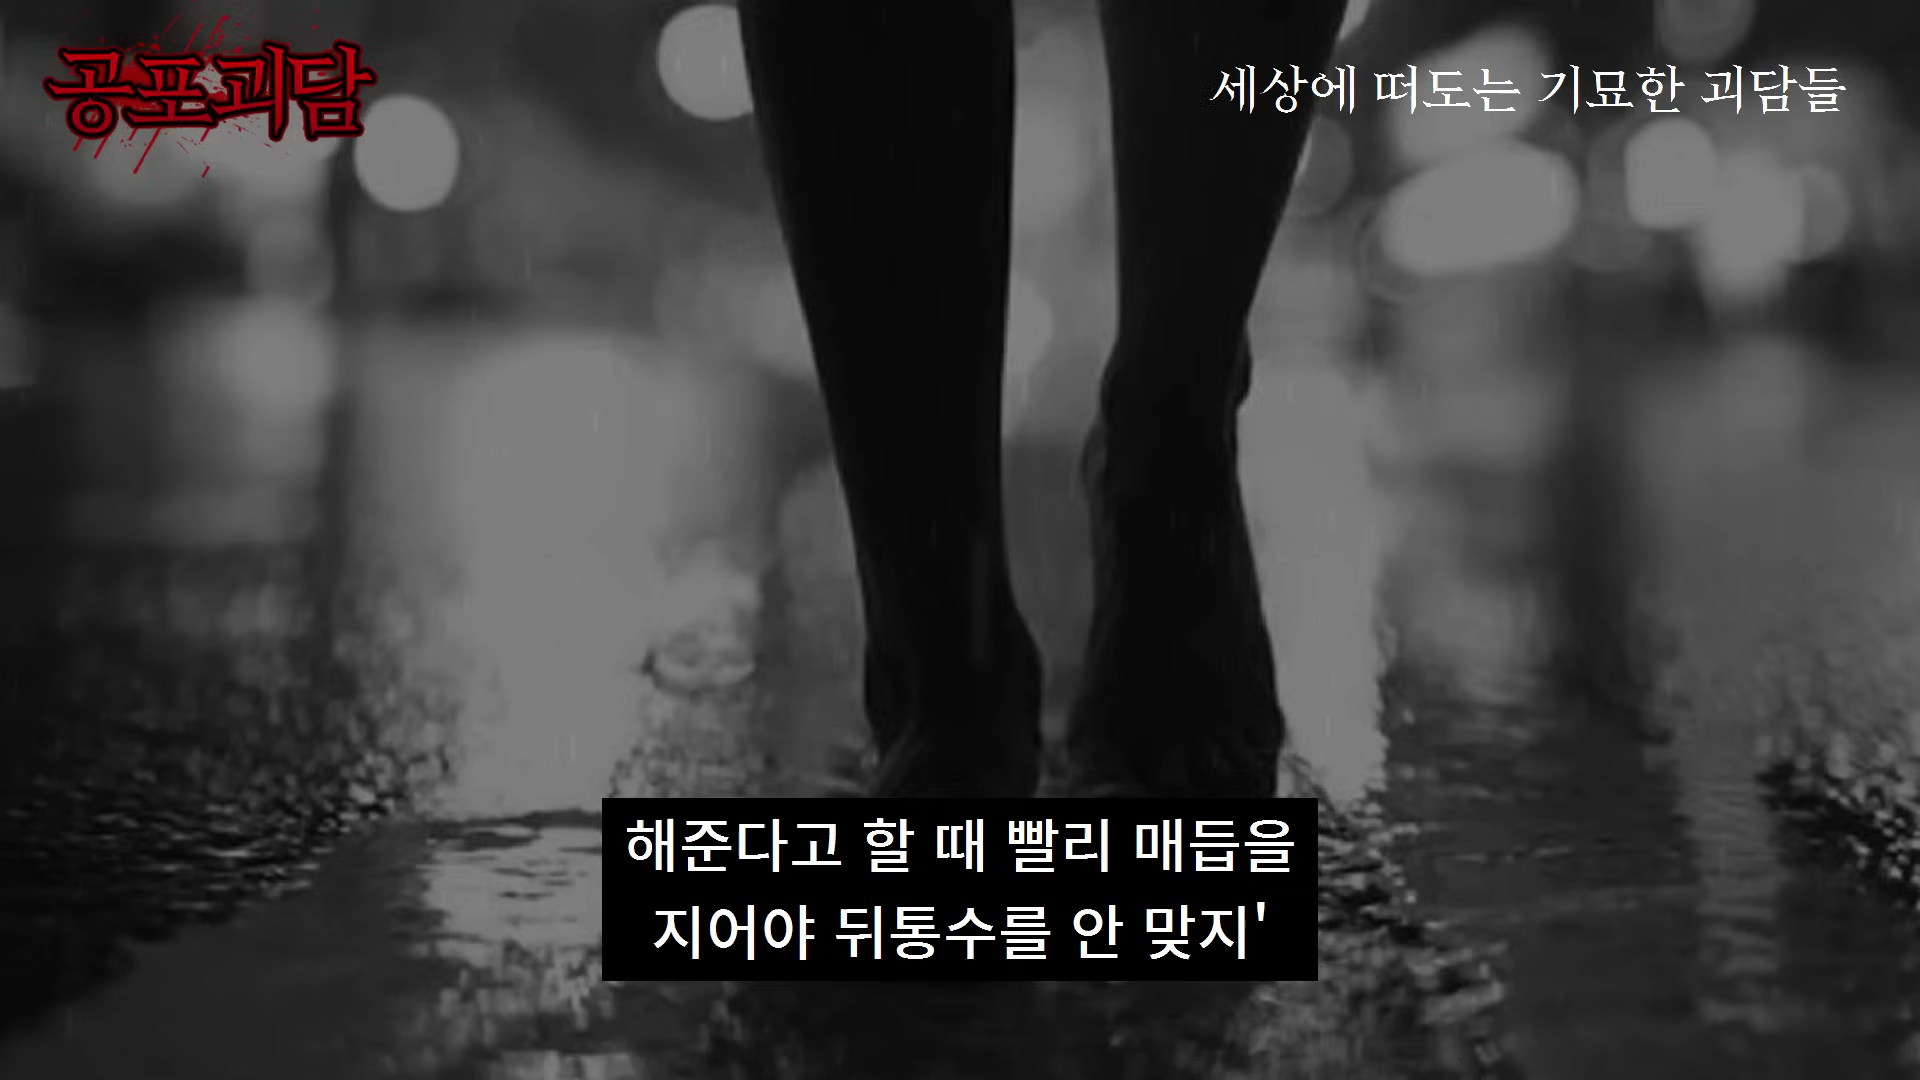 공포괴담
세상에 떠도는 기묘한 괴담들
해준다고 할 때 빨리 매듭을
지어야 뒤통수를 안 맞지'